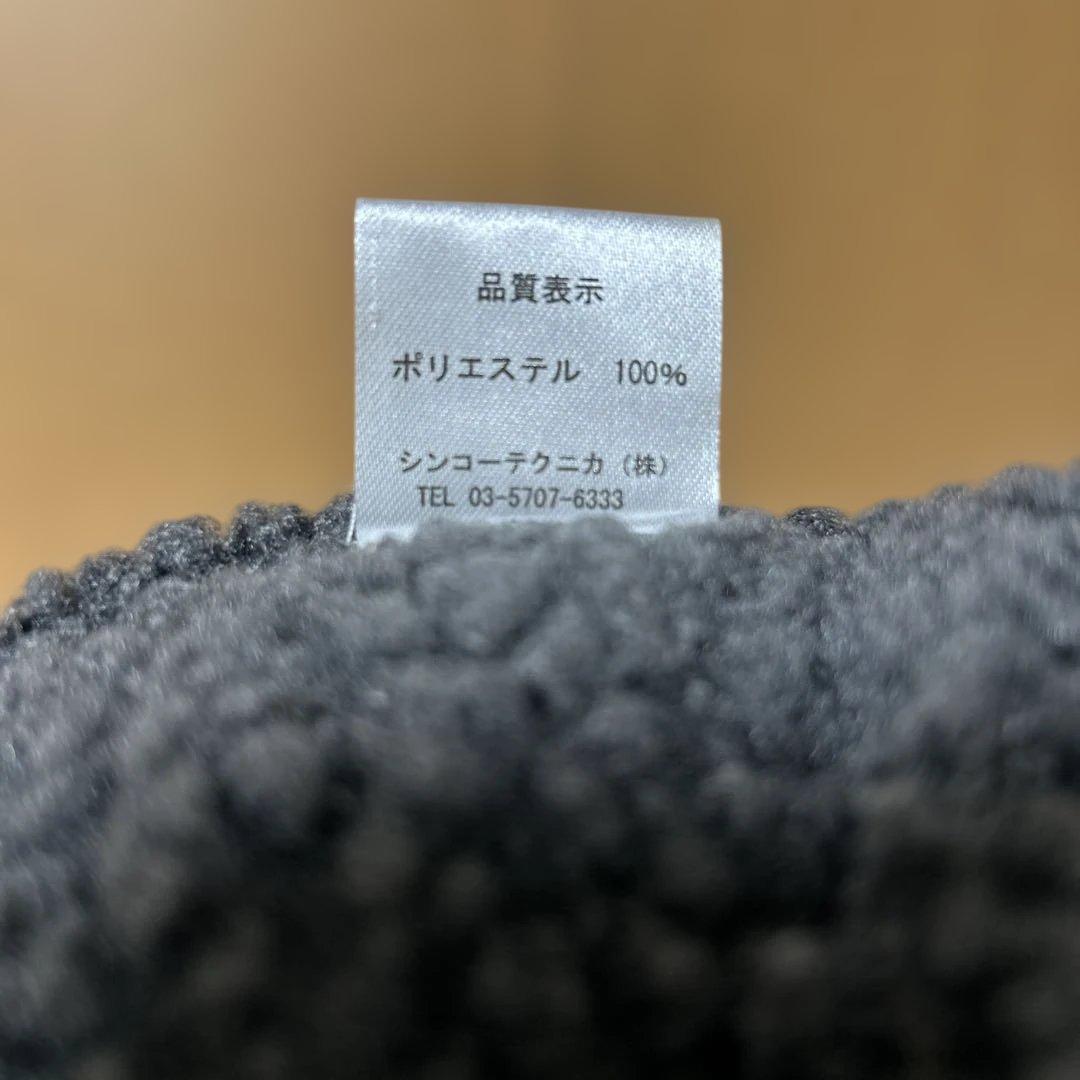 品質表示
ポリエステル 100%
シンコーテクニカ (株)
TEL 03-5707-6333